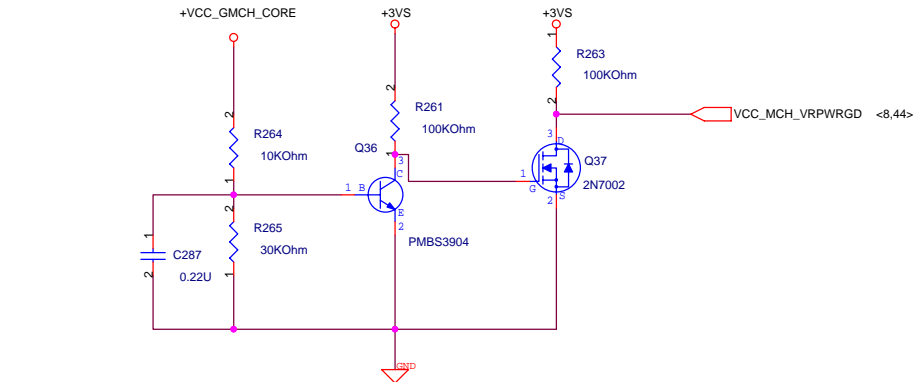 +VCC_GMCH_CORE
+3VS
+3VS
1
R263
100KOhm
2
VCC_MCH_VRPWRGD <8,44>
2
R261
100KOhm
1
2
R264
10KOhm
1
Q36
3
C
1 B
E
2
PMBS3904
3
D
Q37
1
G
2N7002
2
S
2
R265
30KOhm
1
1
C287
2
0.22U
GND